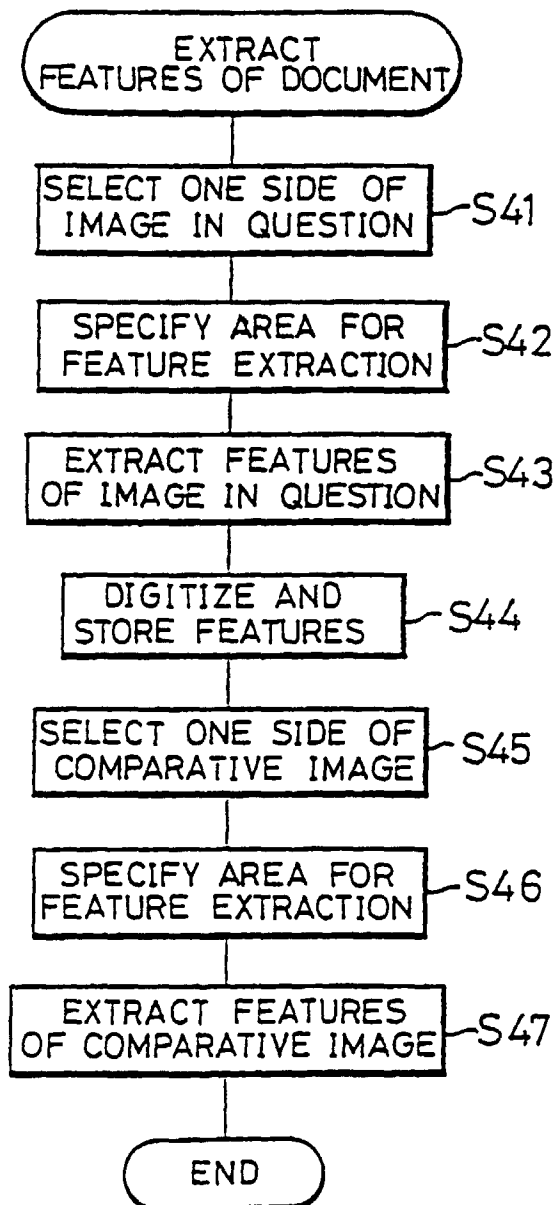 EXTRACT
FEATURES OF DOCUMENT
SELECT ONE SIDE OF
IMAGE IN QUESTION
S41
SPECIFY AREA FOR
FEATURE EXTRACTION
S42
EXTRACT FEATURES
OF IMAGE IN QUESTION
S43
DIGITIZE AND
STORE FEATURES
S44
SELECT ONE SIDE OF
COMPARATIVE IMAGE
S45
SPECIFY AREA FOR
FEATURE EXTRACTION
S46
EXTRACT FEATURES
OF COMPARATIVE IMAGE
S47
END